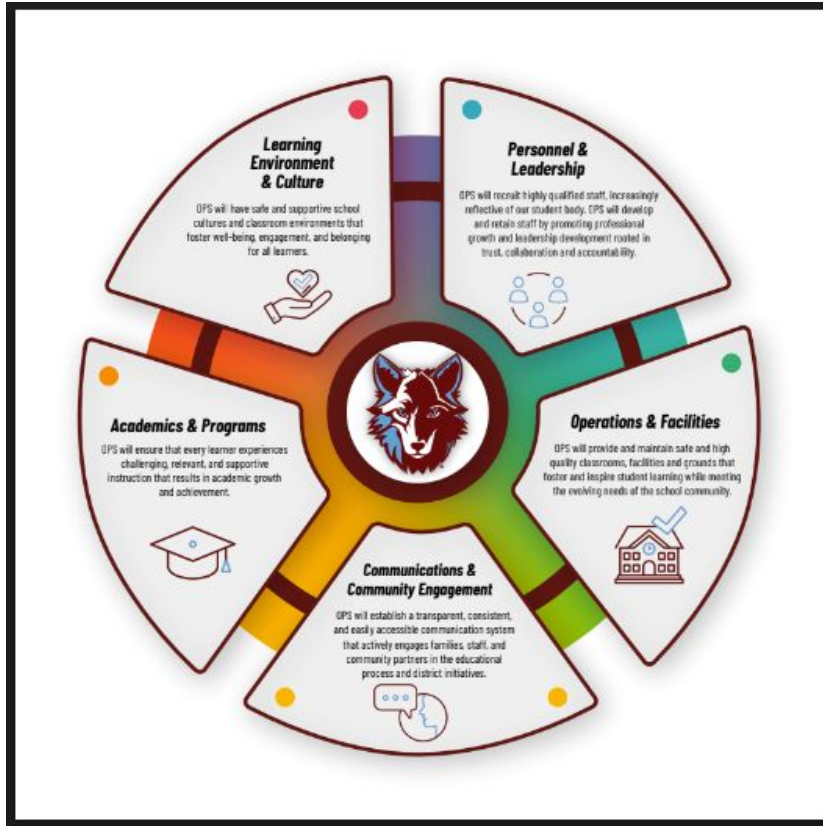 Learning
Environment
& Culture
OPS will have safe and supportive school
cultures and classroom environments that
foster well-being, engagement, and belonging
for all learners.
Personnel &
Leadership
OPS will recruit highly qualified staff, increasingly
reflective of our student body. OPS will develop
and retain staff by promoting professional
growth and leadership development rooted in
trust, collaboration and accountability.
Academics & Programs
OPS will ensure that every learner experiences
challenging, relevant, and supportive
instruction that results in academic growth
and achievement.
Operations & Facilities
OPS will provide and maintain safe and high
quality classrooms, facilities and grounds that
foster and inspire student learning while meeting
the evolving needs of the school community.
Communications &
Community Engagement
OPS will establish a transparent, consistent,
and easily accessible communication system
that actively engages families, staff, and
community partners in the educational
process and district initiatives.